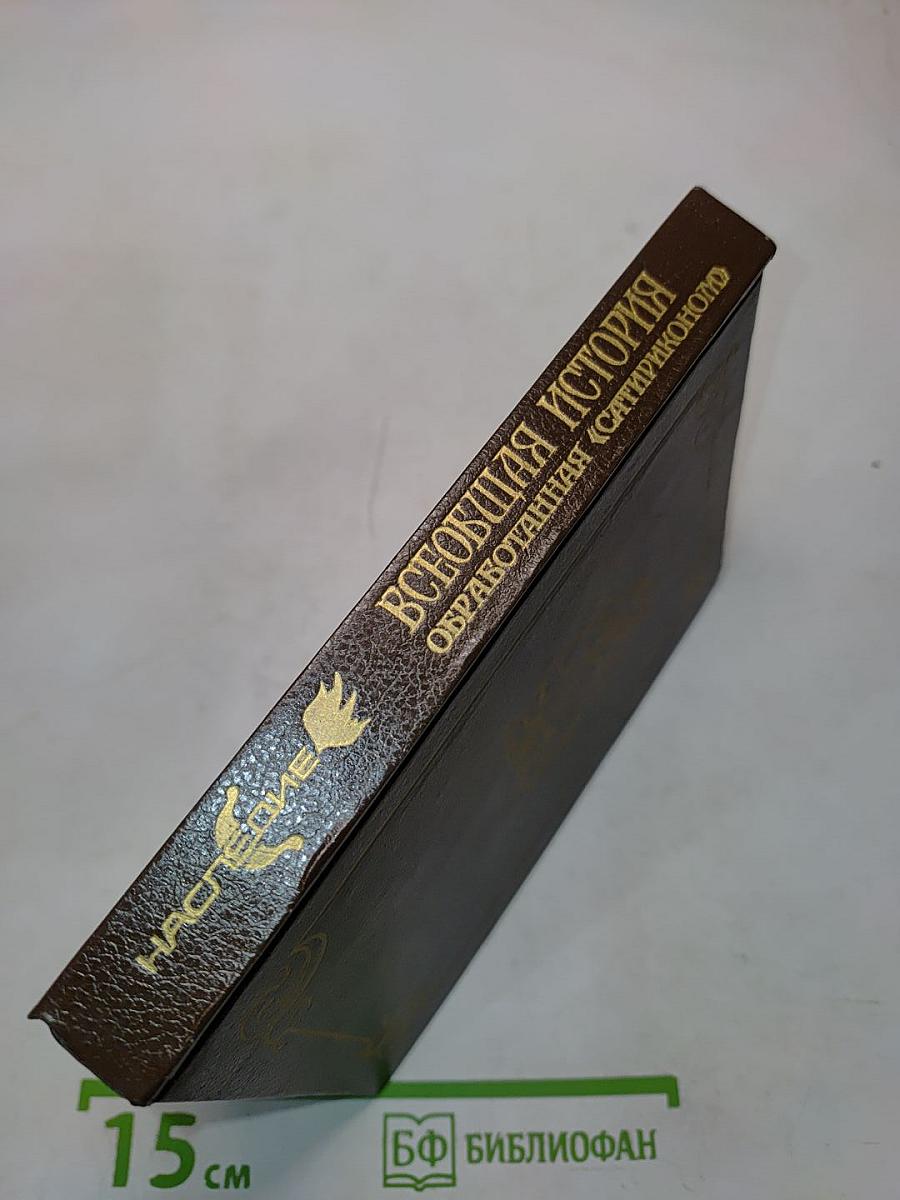 ВСЕОБЩАЯ ИСТОРИЯ
ОБРАБОТАННАЯ «САТИРИКОНОМ»
НАСЛЕДИЕ
15 см
БФ БИБЛИОФАН